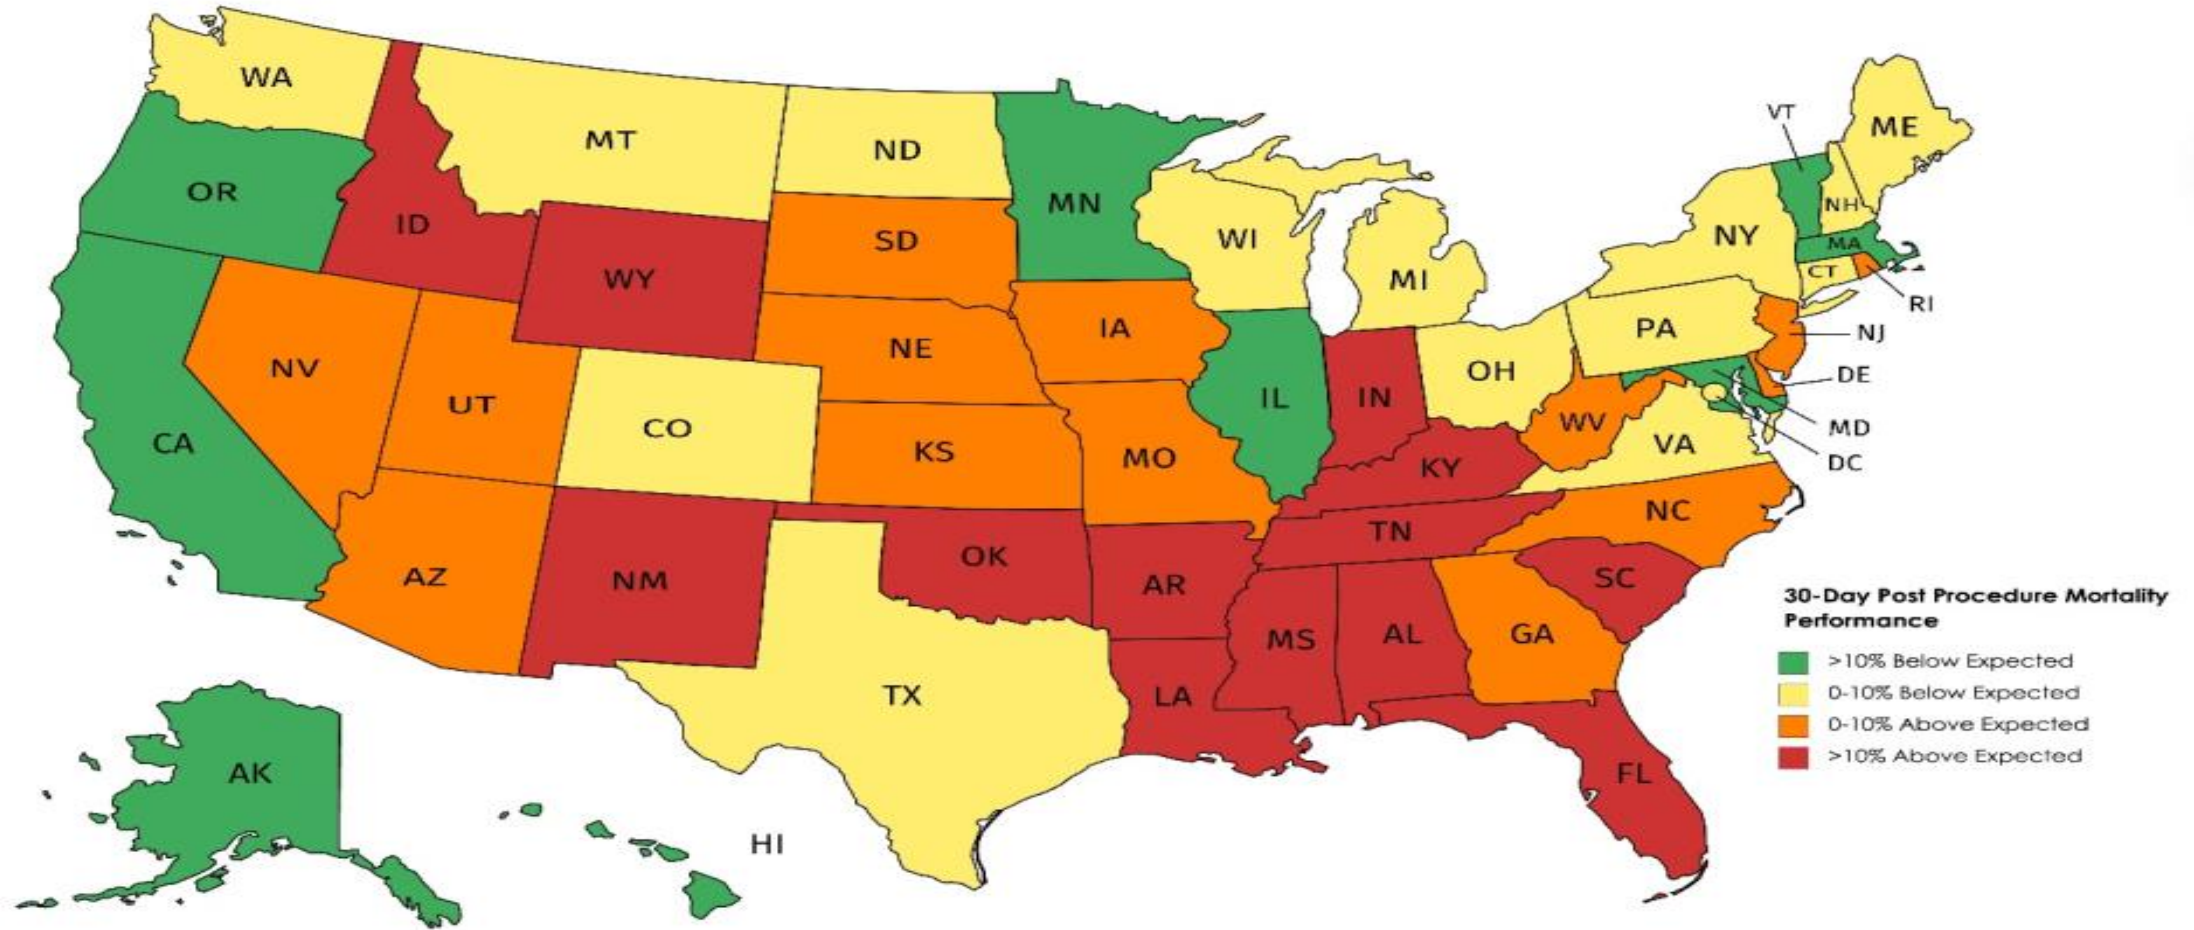 WA
VT
ME
MT
ND
OR
MN
NH
ID
NY
WI
SD
MA
CT
WY
MI
RI
IA
PA
NJ
NE
NV
OH
DE
UT
IL
IN
CO
WV
MD
CA
VA
KS
MO
KY
DC
NC
TN
OK
AZ
NM
AR
SC
30-Day Post Procedure Mortality
Performance
MS
AL
GA
>10% Below Expected
TX
LA
0-10% Below Expected
0-10% Above Expected
>10% Above Expected
AK
FL
HI